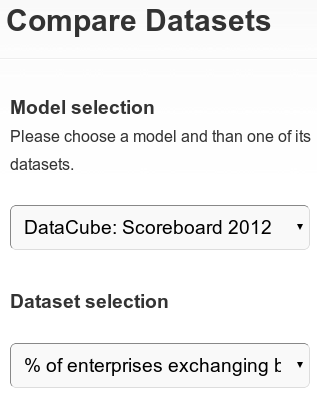 Compare Datasets
Model selection
Please choose a model and than one of its
datasets.
DataCube: Scoreboard 2012
Dataset selection
% of enterprises exchanging